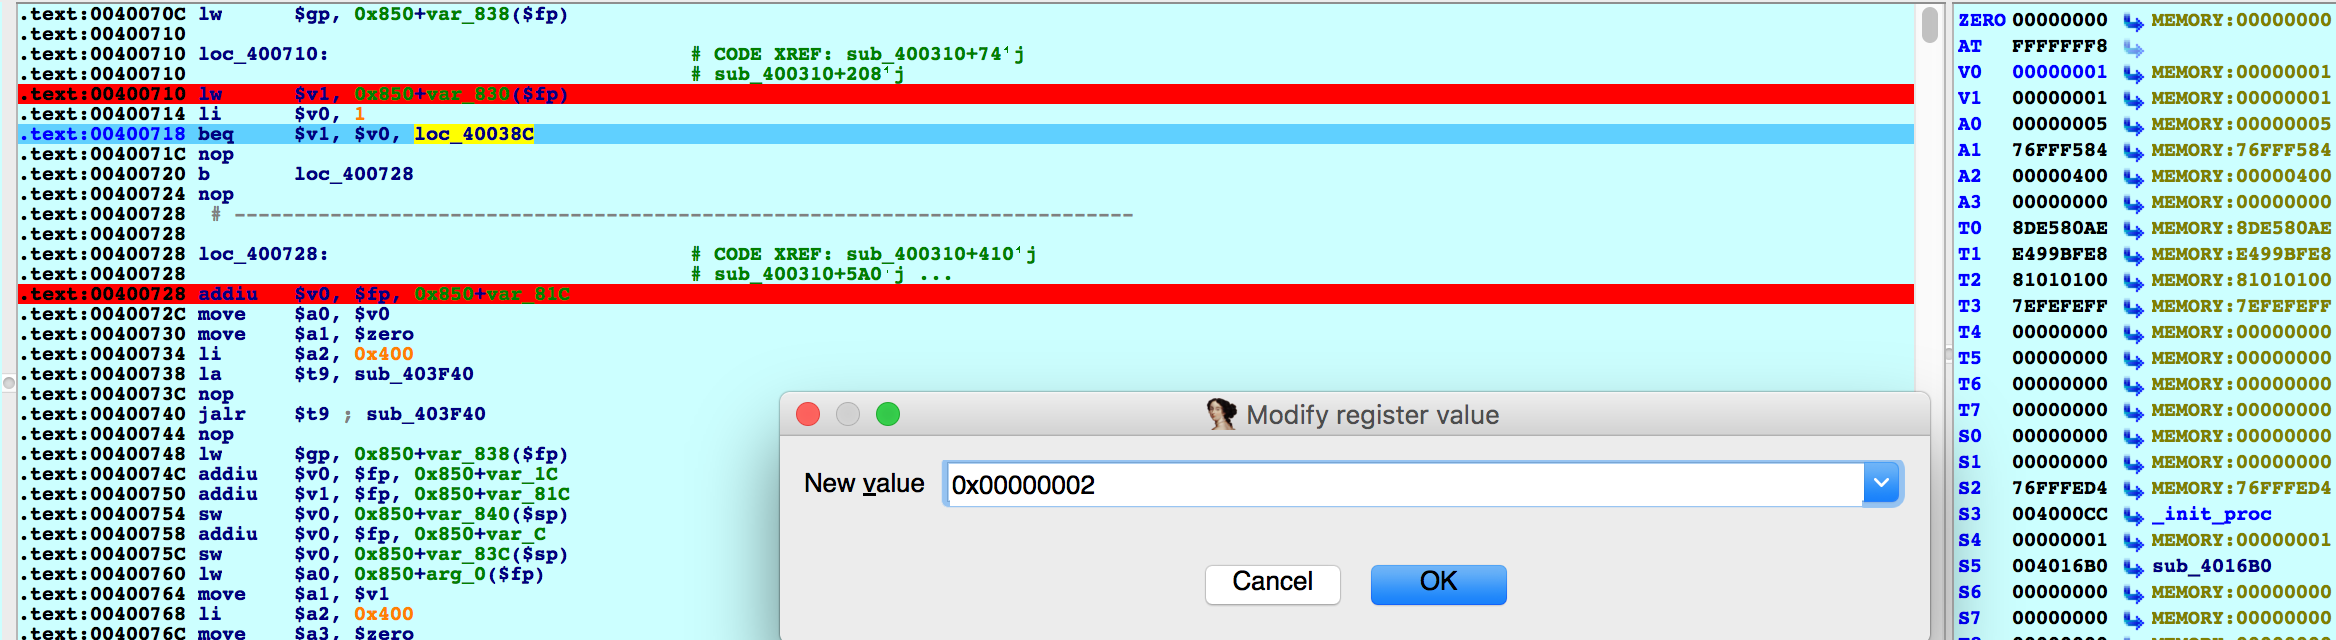 .text:0040070C lw $gp, 0x850+var_838($fp)
.text:00400710
.text:00400710 loc_400710: # CODE XREF: sub_400310+74↑j
.text:00400710 # sub_400310+208↑j
.text:00400710 lw $v1, 0x850+var_830($fp)
.text:00400714 li $v0, 1
.text:00400718 beq $v1, $v0, loc_40038C
.text:0040071C nop
.text:00400720 b loc_400728
.text:00400724 nop
.text:00400728 # ---------------------------------------------------------------------------
.text:00400728
.text:00400728 loc_400728: # CODE XREF: sub_400310+410↑j
.text:00400728 # sub_400310+5A0↑j ...
.text:00400728 addiu $v0, $fp, 0x850+var_81C
.text:0040072C move $a0, $v0
.text:00400730 move $a1, $zero
.text:00400734 li $a2, 0x400
.text:00400738 la $t9, sub_403F40
.text:0040073C nop
.text:00400740 jalr $t9 ; sub_403F40
.text:00400744 nop
.text:00400748 lw $gp, 0x850+var_838($fp)
.text:0040074C addiu $v0, $fp, 0x850+var_1C
.text:00400750 addiu $v1, $fp, 0x850+var_81C
.text:00400754 sw $v0, 0x850+var_840($sp)
.text:00400758 addiu $v0, $fp, 0x850+var_C
.text:0040075C sw $v0, 0x850+var_83C($sp)
.text:00400760 lw $a0, 0x850+arg_0($fp)
.text:00400764 move $a1, $v1
.text:00400768 li $a2, 0x400
.text:0040076C move $a3, $zero
Modify register value
New value 0x00000002
Cancel OK
ZERO 00000000 MEMORY:00000000
AT FFFFFFF8
V0 00000001 MEMORY:00000001
V1 00000001 MEMORY:00000001
A0 00000005 MEMORY:00000005
A1 76FFF584 MEMORY:76FFF584
A2 00000400 MEMORY:00000400
A3 00000000 MEMORY:00000000
T0 8DE580AE MEMORY:8DE580AE
T1 E499BFE8 MEMORY:E499BFE8
T2 81010100 MEMORY:81010100
T3 7EFEFEFF MEMORY:7EFEFEFF
T4 00000000 MEMORY:00000000
T5 00000000 MEMORY:00000000
T6 00000000 MEMORY:00000000
T7 00000000 MEMORY:00000000
S0 00000000 MEMORY:00000000
S1 00000000 MEMORY:00000000
S2 76FFFED4 MEMORY:76FFFED4
S3 004000CC _init_proc
S4 00000001 MEMORY:00000001
S5 004016B0 sub_4016B0
S6 00000000 MEMORY:00000000
S7 00000000 MEMORY:00000000